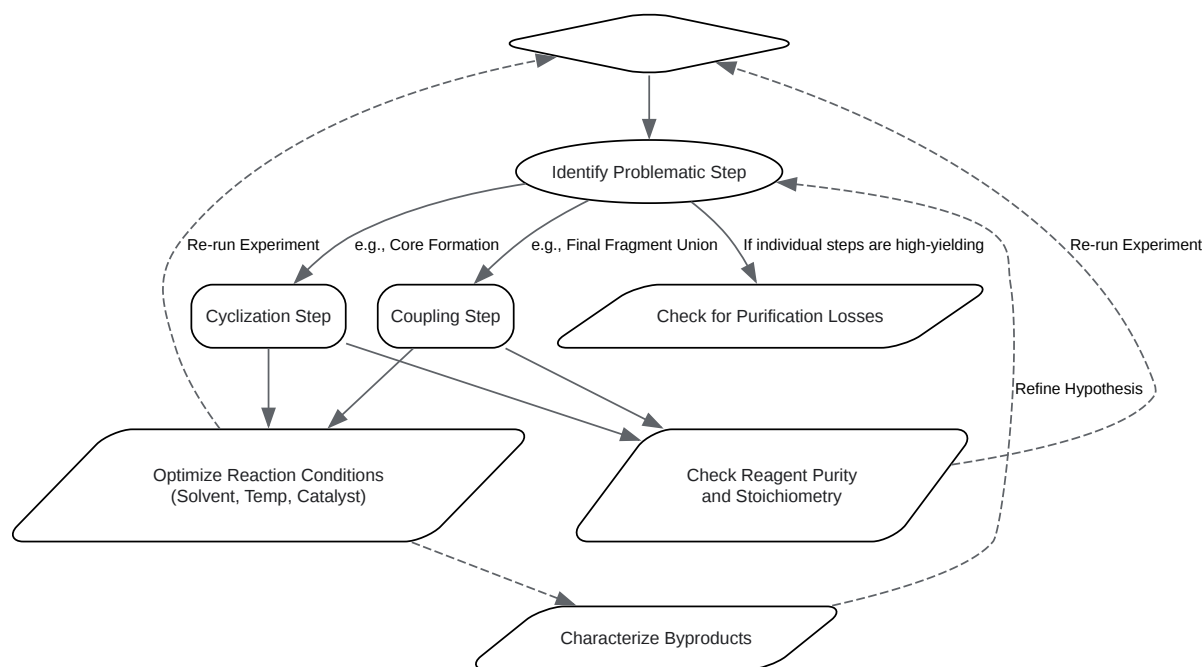 Identify Problematic Step
Re-run Experiment
e.g., Core Formation
e.g., Final Fragment Union
If individual steps are high-yielding
Re-run Experiment
Cyclization Step
Coupling Step
Check for Purification Losses
Refine Hypothesis
Optimize Reaction Conditions
(Solvent, Temp, Catalyst)
Check Reagent Purity
and Stoichiometry
Characterize Byproducts